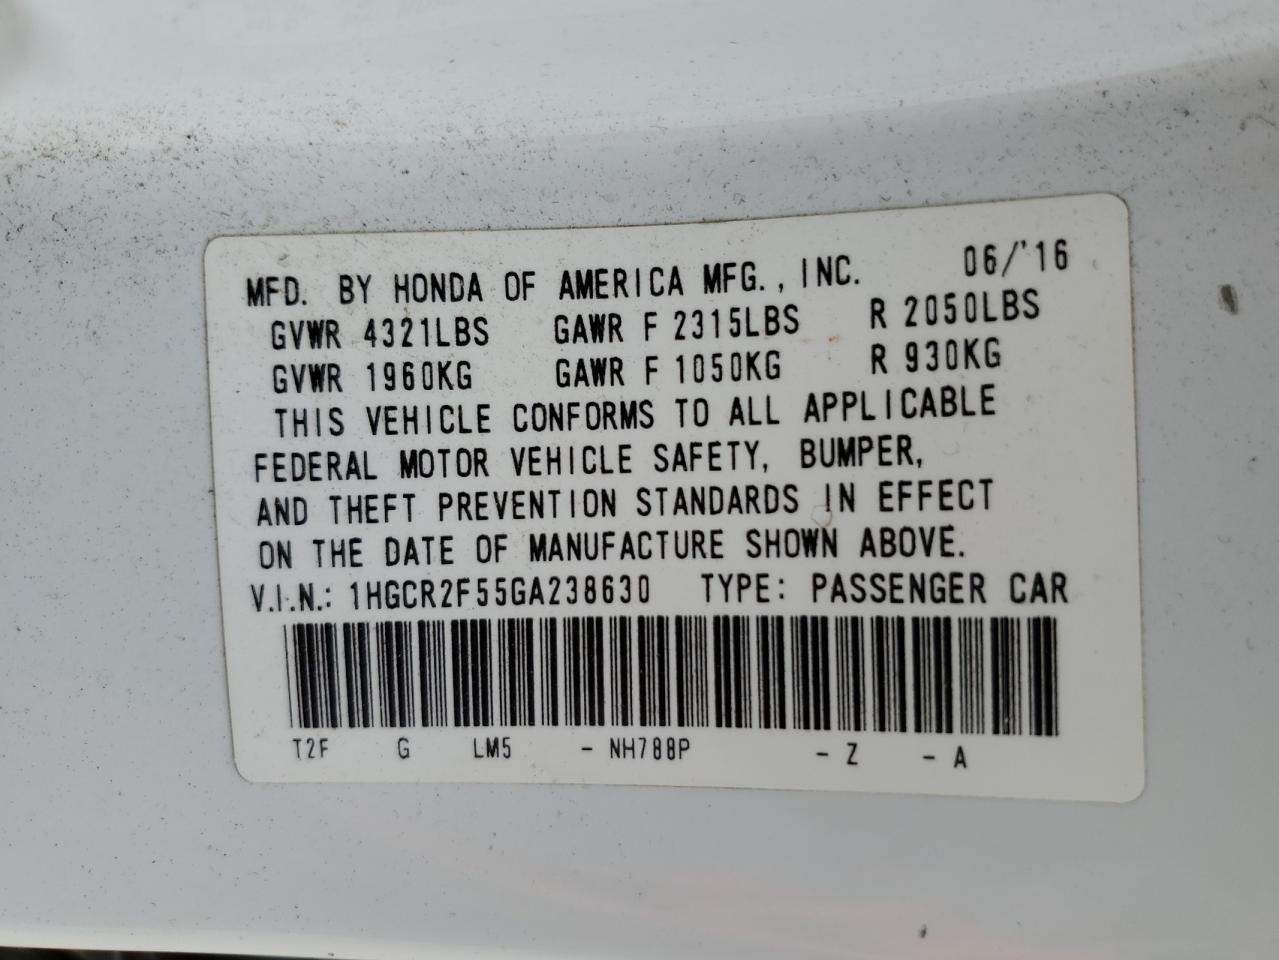 MFD. BY HONDA OF AMERICA MFG., INC. 06/'16
GVWR 4321LBS GAWR F 2315LBS R 2050LBS
GVWR 1960KG GAWR F 1050KG R 930KG
THIS VEHICLE CONFORMS TO ALL APPLICABLE
FEDERAL MOTOR VEHICLE SAFETY, BUMPER,
AND THEFT PREVENTION STANDARDS IN EFFECT
ON THE DATE OF MANUFACTURE SHOWN ABOVE.
V.I.N.: 1HGCR2F55GA238630 TYPE: PASSENGER CAR
T2F G LM5 - NH788P - Z - A